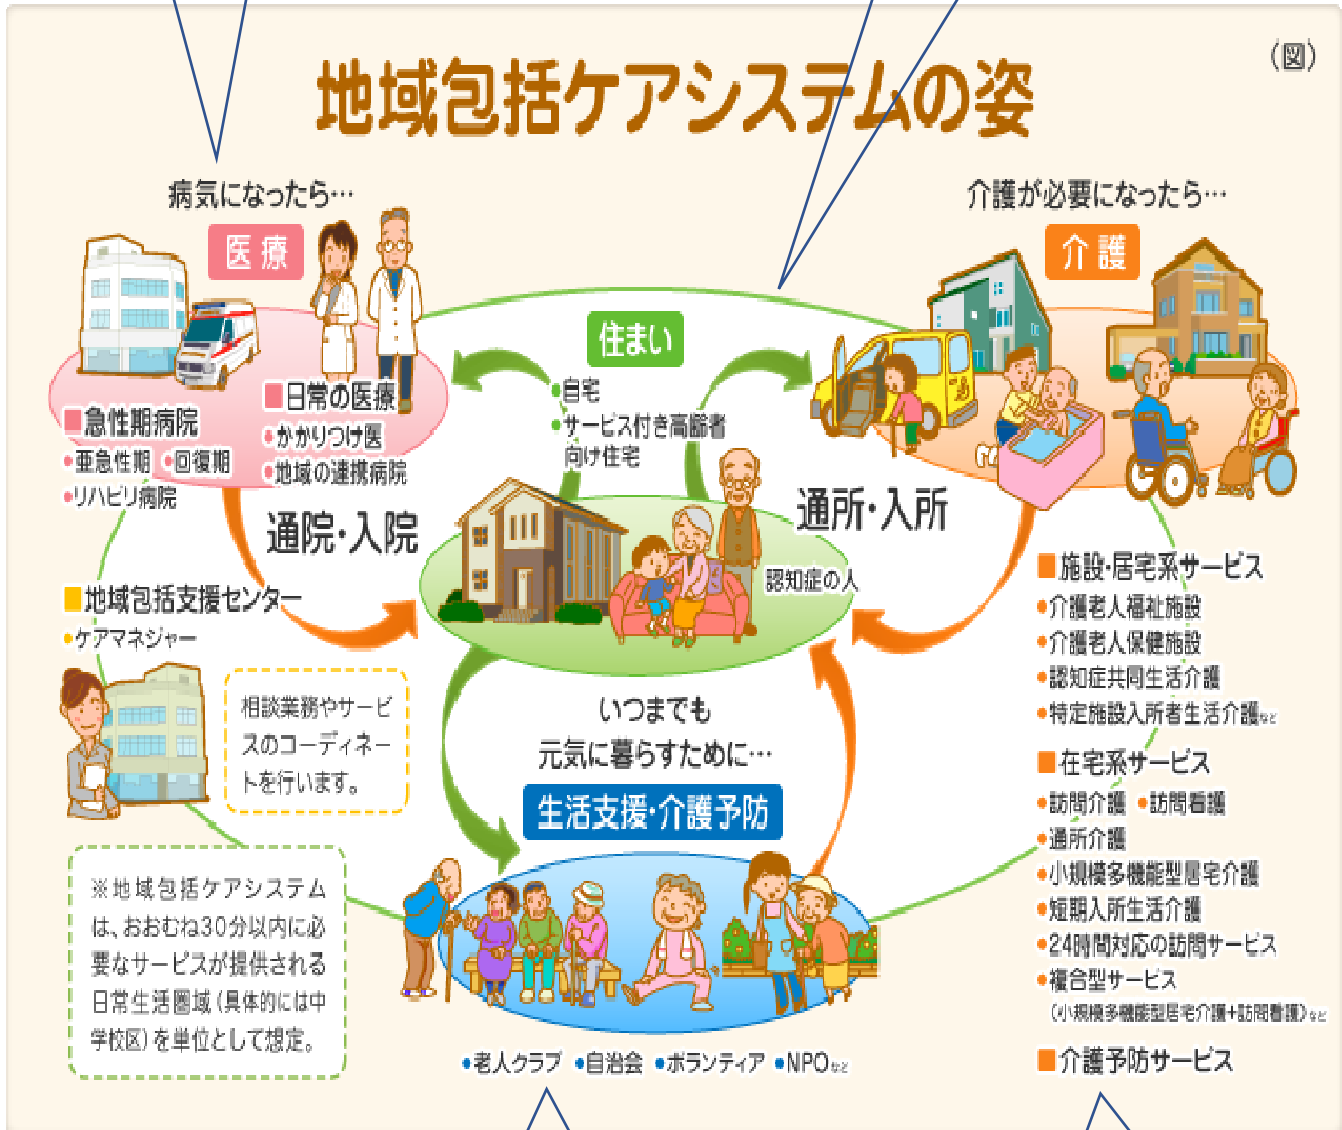 (図)
地域包括ケアシステムの姿
病気になったら…
医療
介護が必要になったら…
介護
住まい
•自宅
•サービス付き高齢者
向け住宅
■急性期病院
•亜急性期 •回復期
•リハビリ病院
■日常の医療
•かかりつけ医
•地域の連携病院
通院・入院
通所・入所
認知症の人
■地域包括支援センター
•ケアマネジャー
相談業務やサービ
スのコーディネー
トを行います。
いつまでも
元気に暮らすために…
生活支援・介護予防
※地域包括ケアシステム
は、おおむね30分以内に必
要なサービスが提供される
日常生活圏域(具体的には中
学校区)を単位として想定。
•老人クラブ •自治会 •ボランティア •NPOなど
■施設・居宅系サービス
•介護老人福祉施設
•介護老人保健施設
•認知症共同生活介護
•特定施設入所者生活介護など
■在宅系サービス
•訪問介護 •訪問看護
•通所介護
•小規模多機能型居宅介護
•短期入所生活介護
•24時間対応の訪問サービス
•複合型サービス
(小規模多機能型居宅介護+訪問看護)など
■介護予防サービス